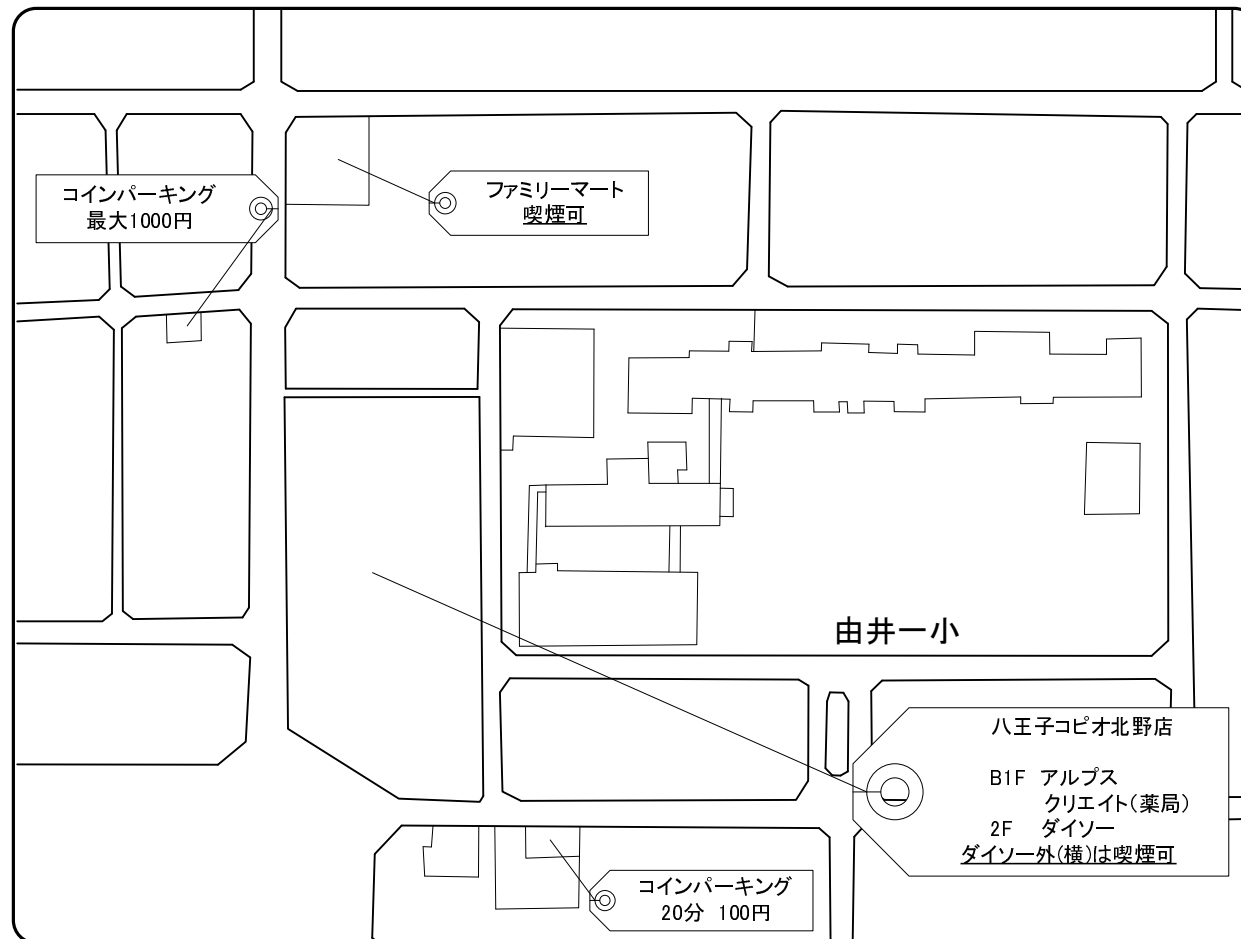 コインパーキング
最大1000円
ファミリーマート
喫煙可
由井一小
八王子コピオ北野店
B1F アルプス
クリエイト(薬局)
2F ダイソー
ダイソー外(横)は喫煙可
コインパーキング
20分 100円